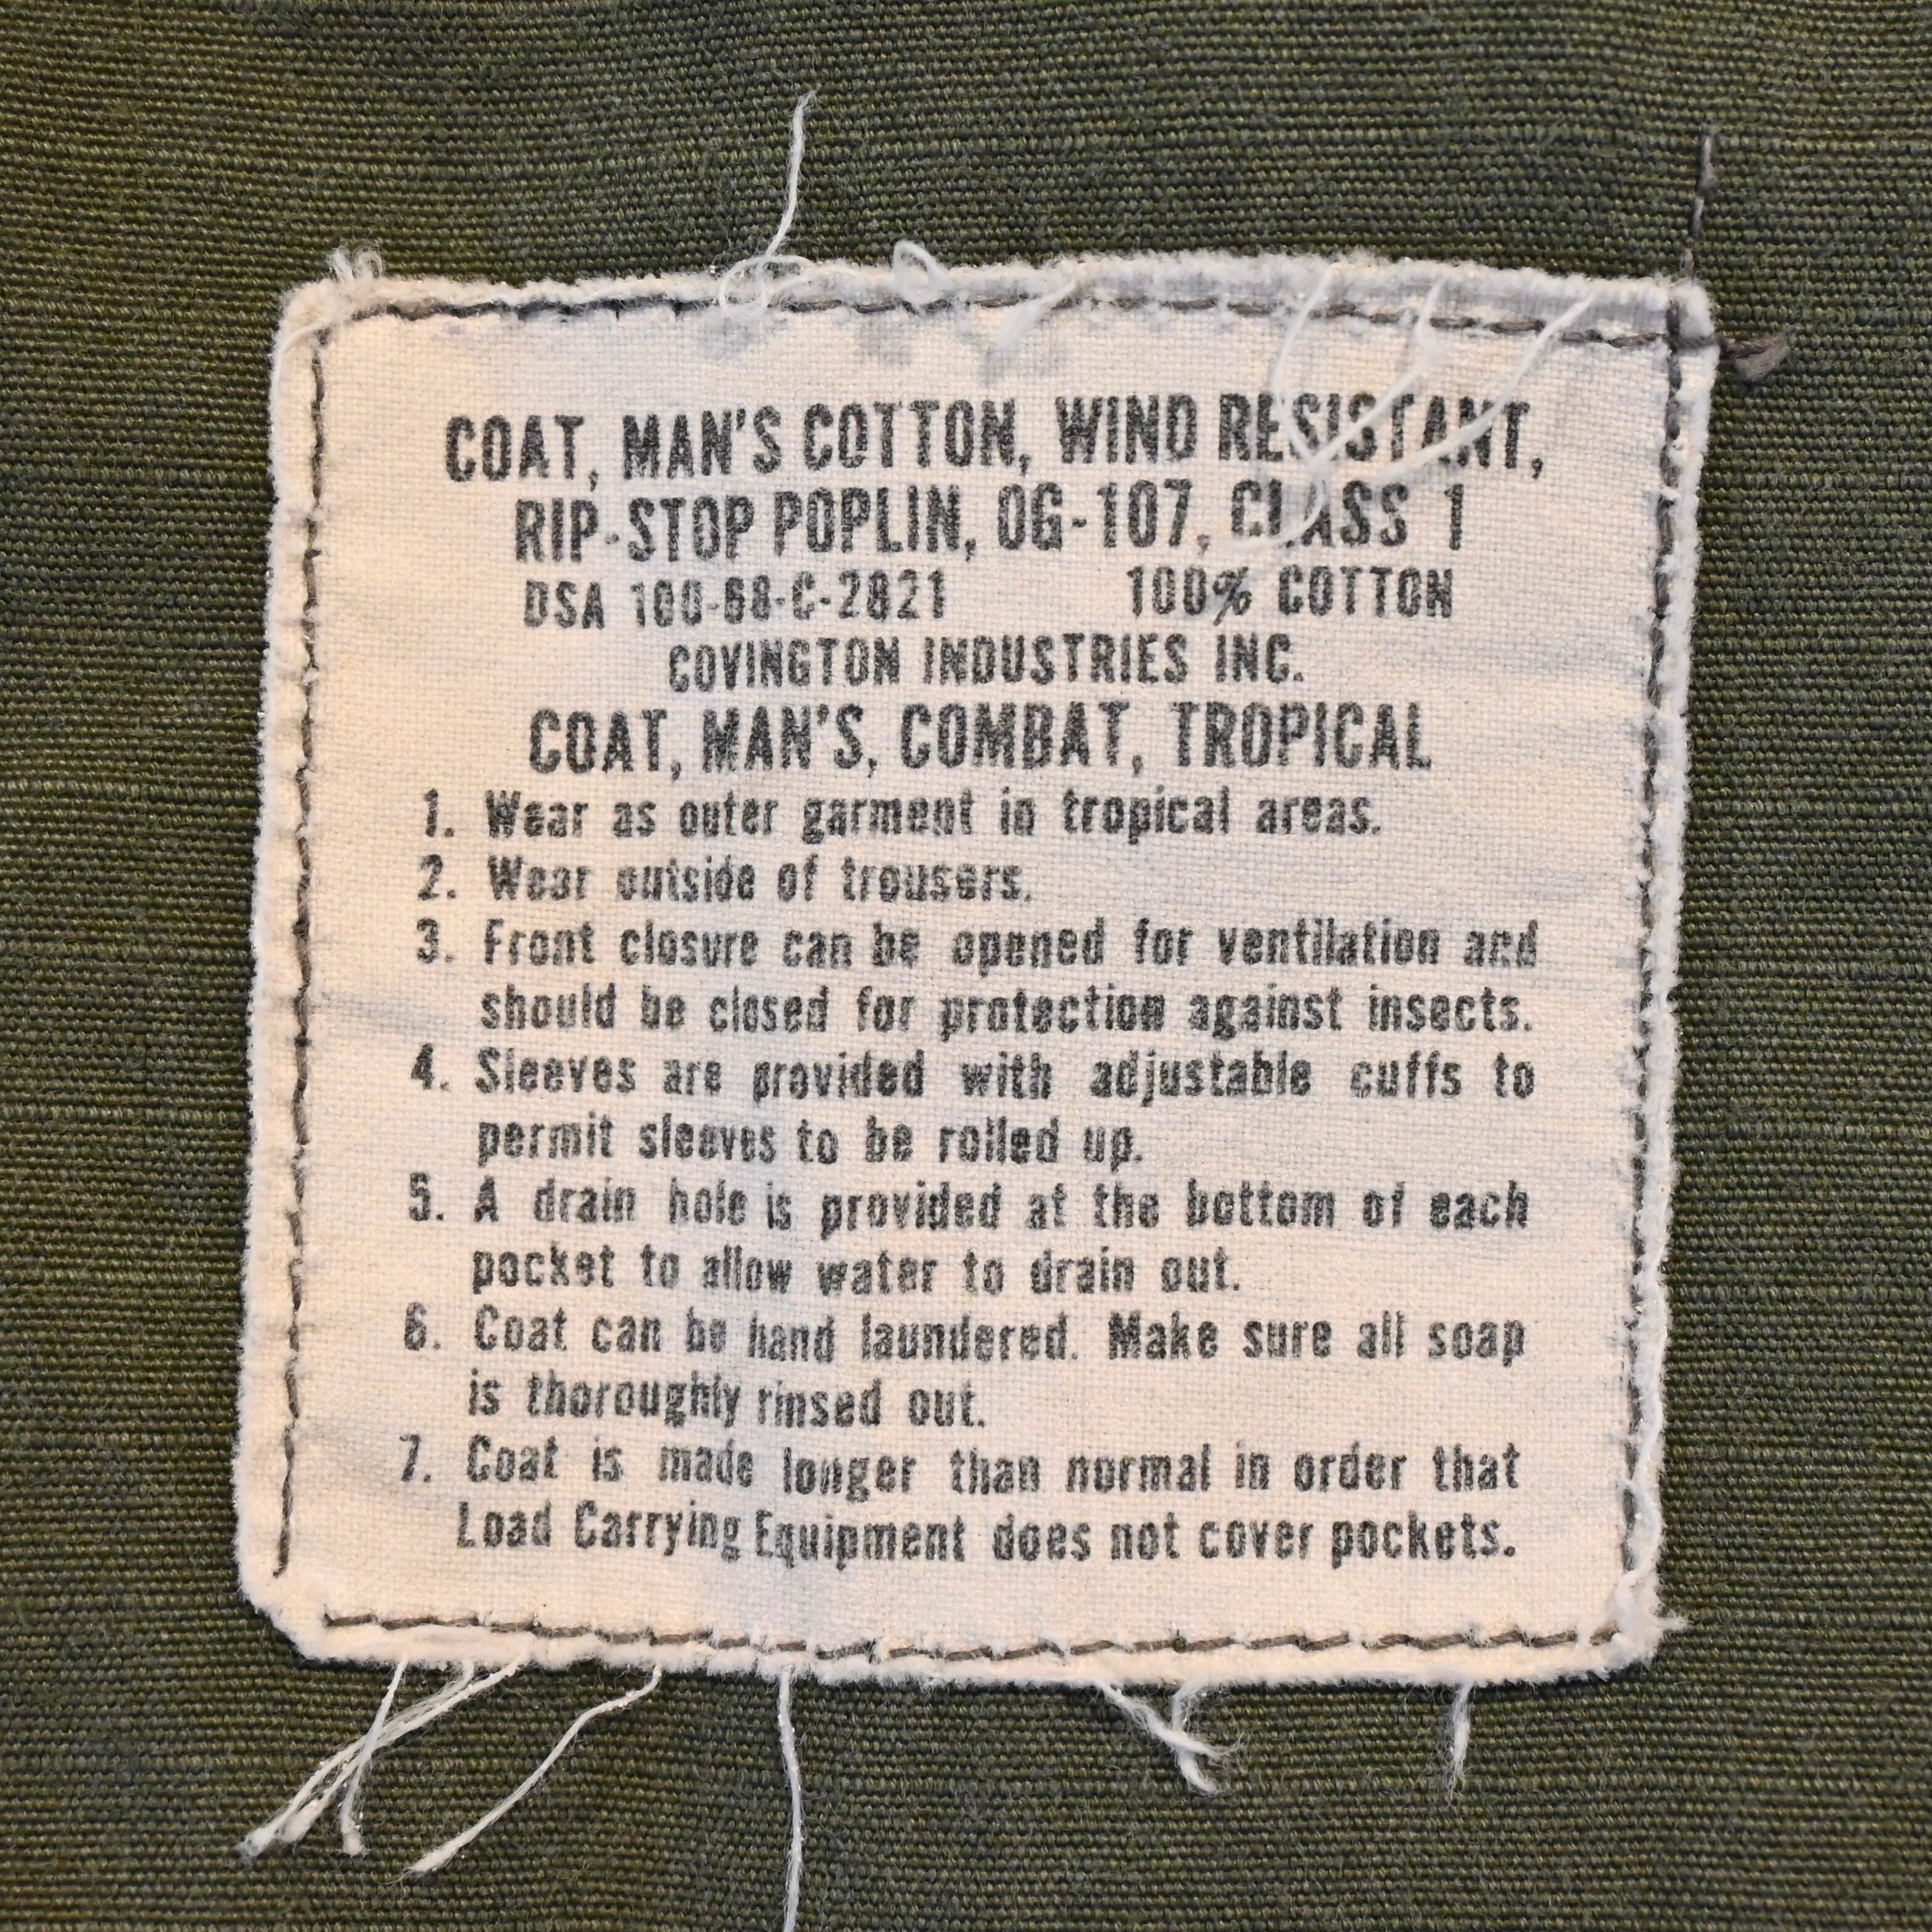 COAT, MAN'S COTTON, WIND RESISTANT,
RIP-STOP POPLIN, OG-107, CLASS 1
DSA 100-68-C-2821 100% COTTON
COVINGTON INDUSTRIES INC.
COAT, MAN'S, COMBAT, TROPICAL
1. Wear as outer garment in tropical areas.
2. Wear outside of trousers.
3. Front closure can be opened for ventilation and
should be closed for protection against insects.
4. Sleeves are provided with adjustable cuffs to
permit sleeves to be rolled up.
5. A drain hole is provided at the bottom of each
pocket to allow water to drain out.
6. Coat can be hand laundered. Make sure all soap
is thoroughly rinsed out.
7. Coat is made longer than normal in order that
Load Carrying Equipment does not cover pockets.